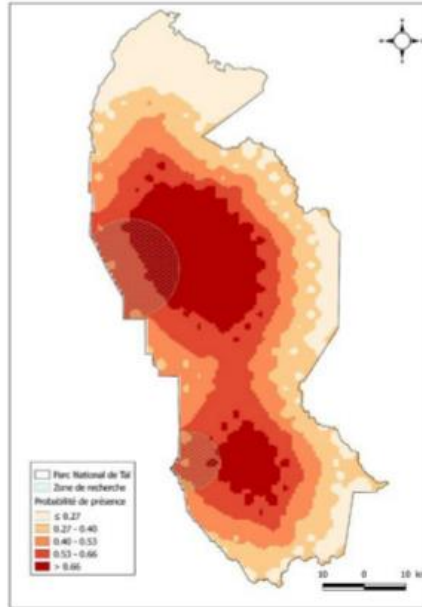 Parc National de Taï
Zone de recherche
Probabilité de présence
≤ 0.27
0.27 - 0.40
0.40 - 0.53
0.53 - 0.66
> 0.66
10 0 10